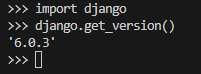 >>> import django
>>> django.get_version()
'6.0.3'
>>>